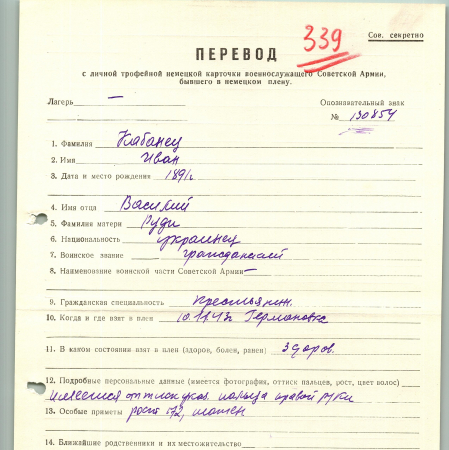 339
Сов. секретно
ПЕРЕВОД
с личной трофейной немецкой карточки военнослужащего Советской Армии,
бывшего в немецком плену.
Лагерь —
Опознавательный знак
№ 130854
1. Фамилия Кабанец
2. Имя Иван
3. Дата и место рождения 1891г.
4. Имя отца Василий
5. Фамилия матери Руди
6. Национальность украинец
7. Воинское звание гражданский
8. Наименование воинской части Советской Армии —
9. Гражданская специальность крестьянин.
10. Когда и где взят в плен 10.11.43г Германовка
11. В каком состоянии взят в плен (здоров, болен, ранен) Здоров.
12. Подробные персональные данные (имеется фотография, оттиск пальцев, рост, цвет волос)
имеется оттиск указ. пальца правой руки
13. Особые приметы рост 172,
14. Ближайшие родственники и их местожительство